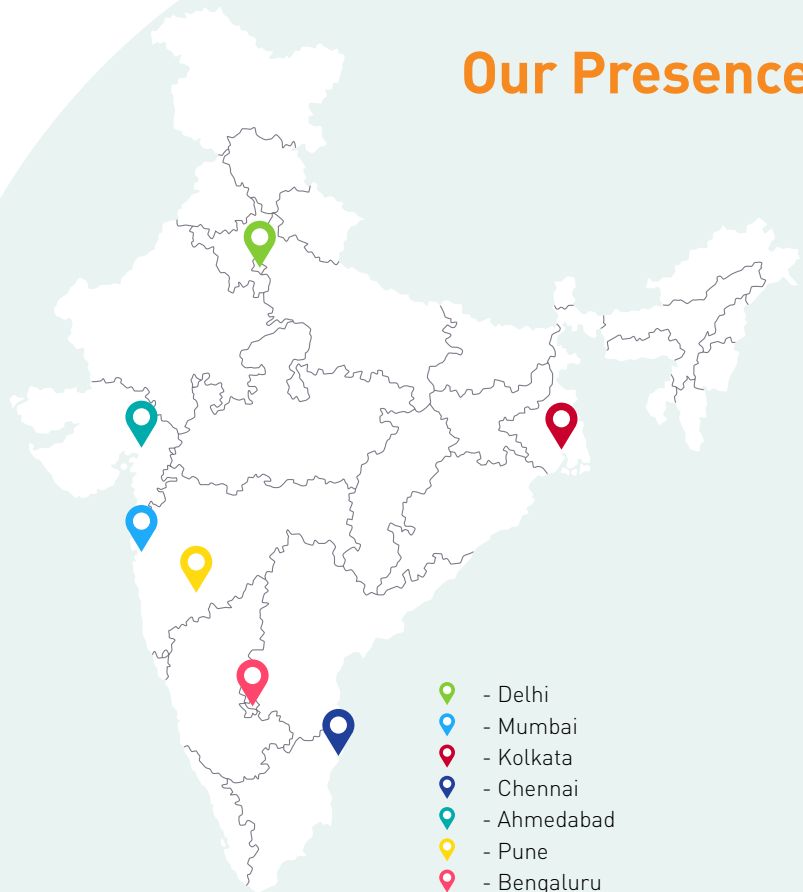 Our Presence
- Delhi
- Mumbai
- Kolkata
- Chennai
- Ahmedabad
- Pune
- Bengaluru